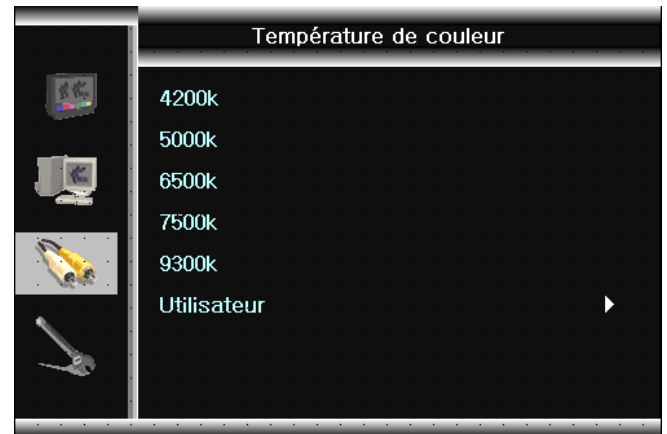 Température de couleur
4200k
5000k
6500k
7500k
9300k
Utilisateur